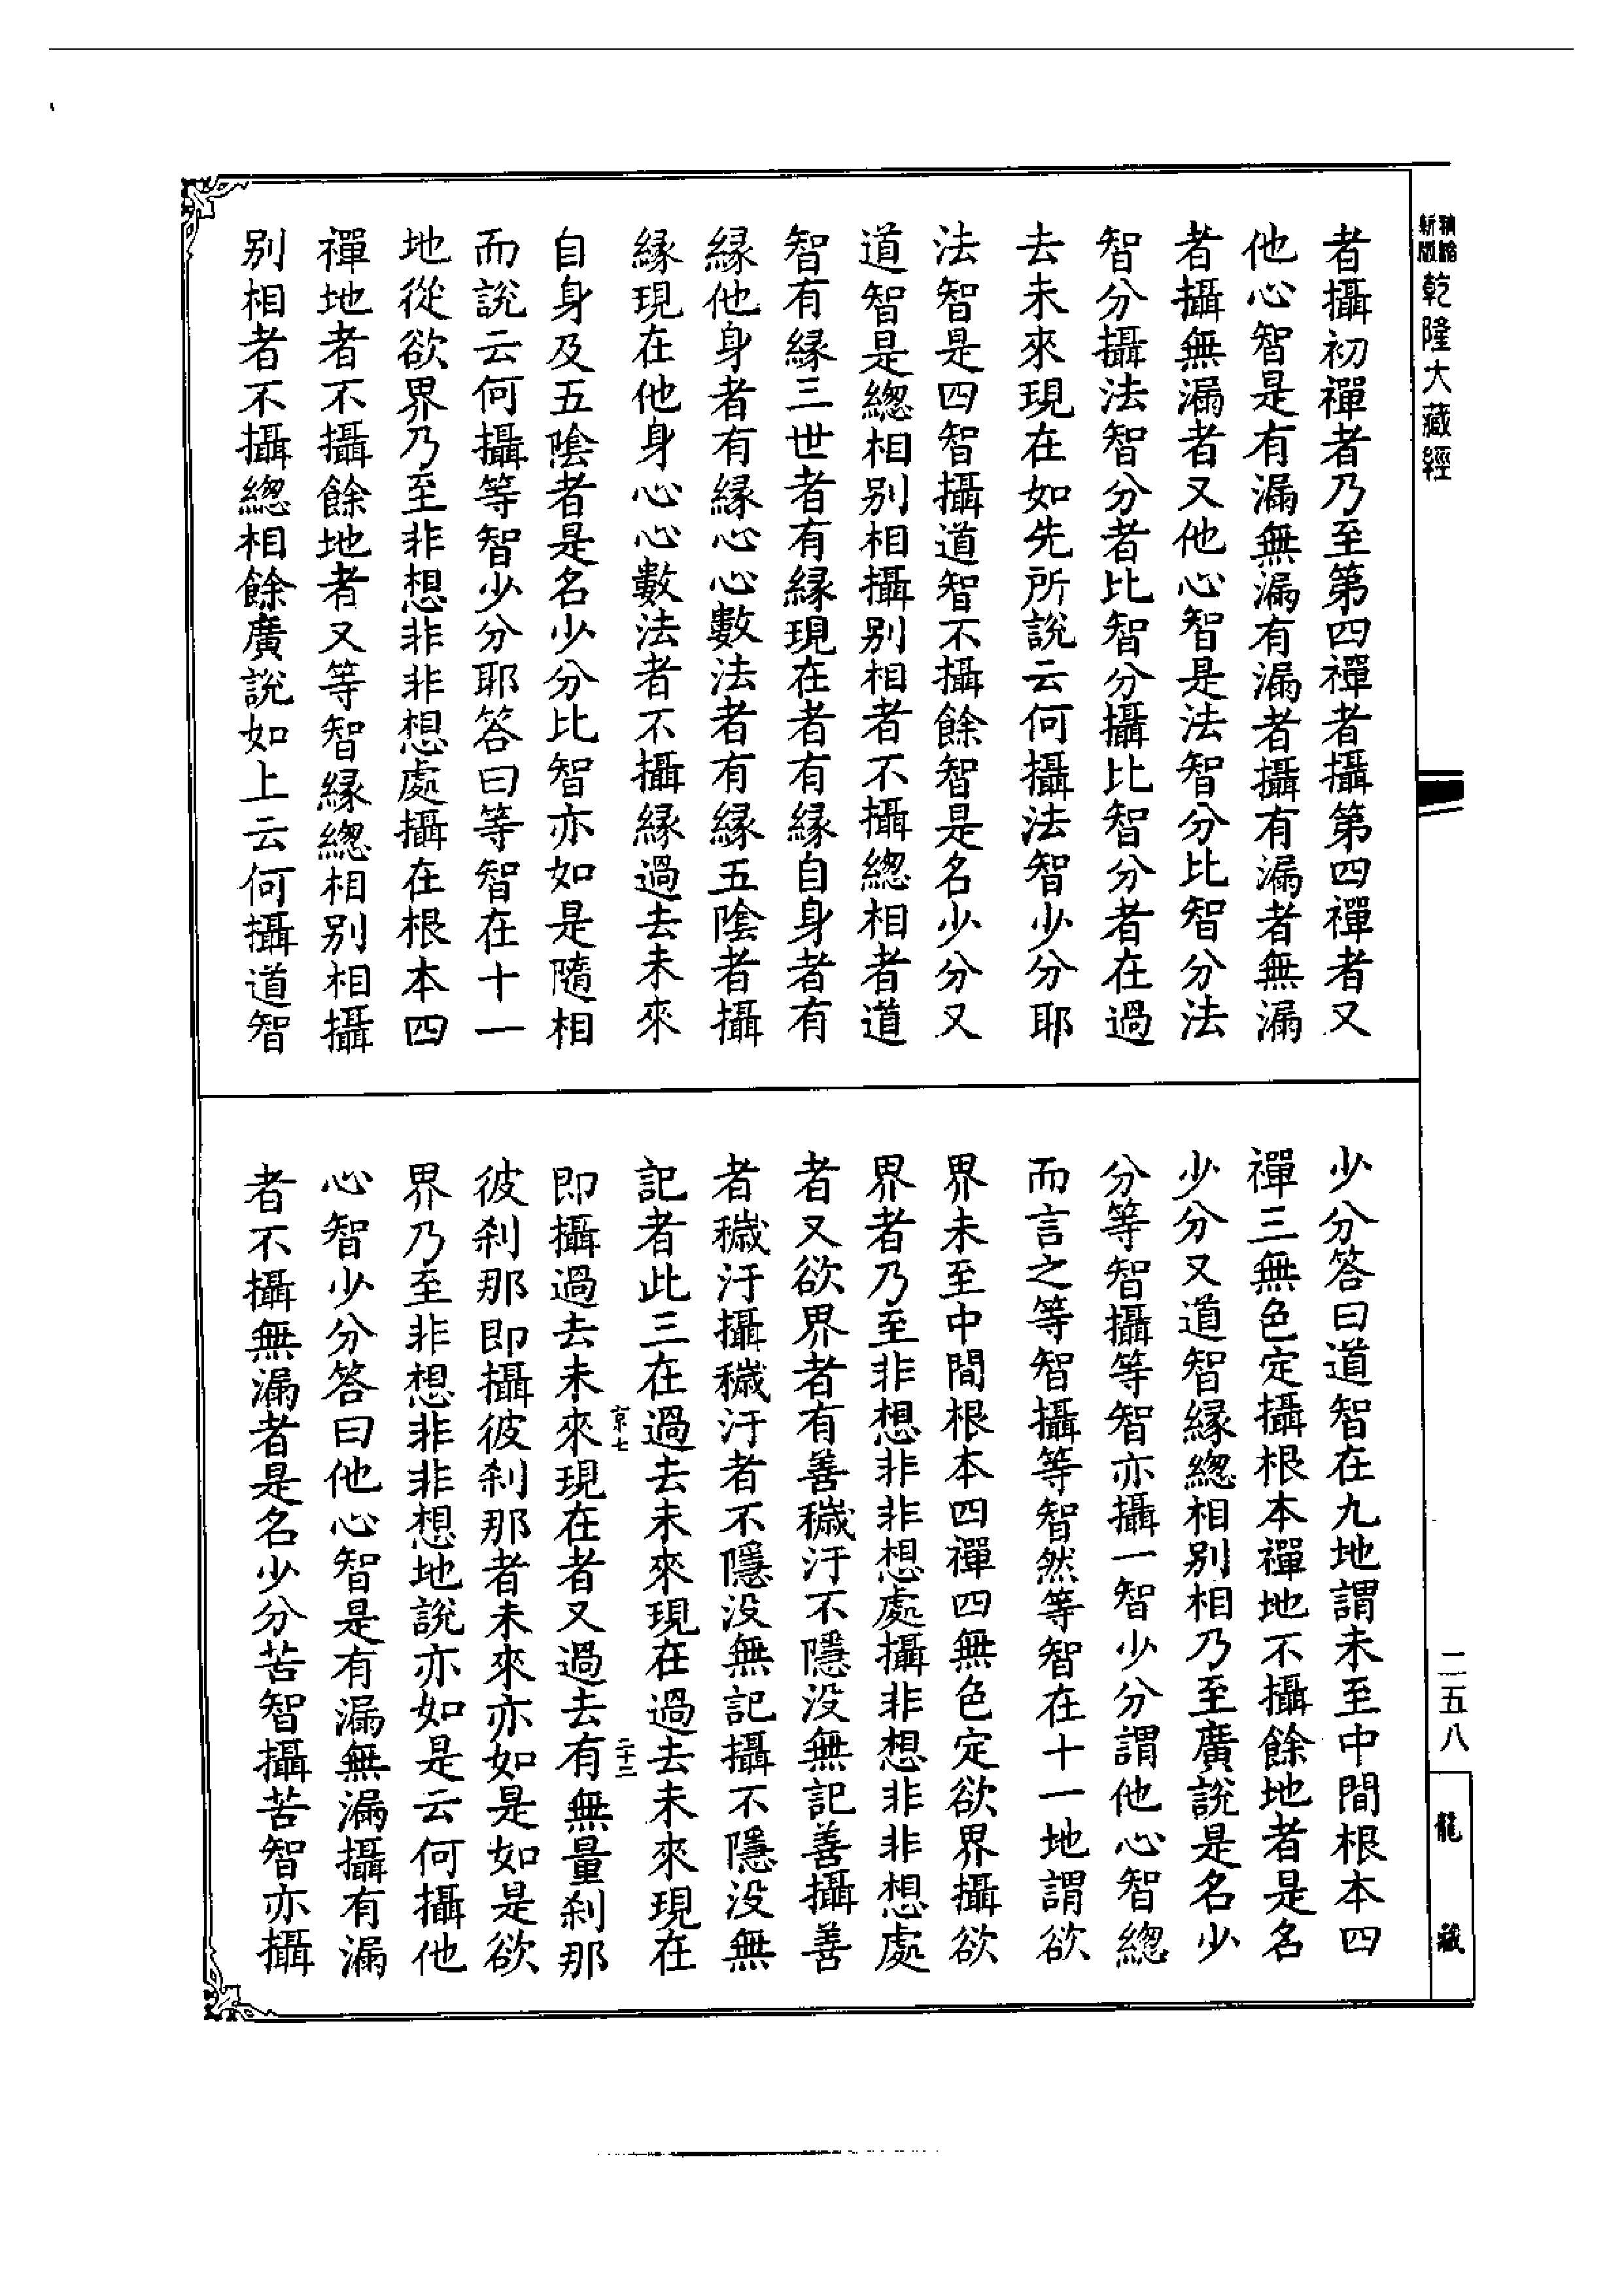 新版 精縮 乾隆大藏經
者攝初禪者乃至第四禪者攝第四禪者又
他心智是有漏無漏有漏者攝有漏者無漏
者攝無漏者又他心智是法智分比智分法
智分攝法智分者比智分攝比智分者在過
去未來現在如先所說云何攝法智少分耶
法智是四智攝道智不攝餘智是名少分又
道智是緫相別相攝別相者不攝緫相者道
智有縁三世者有縁現在者有縁自身者有
縁他身者有縁心心數法者有縁五陰者攝
縁現在他身心心數法者不攝縁過去未來
自身及五陰者是名少分比智亦如是隨相
而說云何攝等智少分耶答曰等智在十一
地從欲界乃至非想非非想處攝在根本四
禪地者不攝餘地者又等智縁緫相別相攝
別相者不攝緫相餘廣說如上云何攝道智
少分答曰道智在九地謂未至中間根本四
禪三無色定攝根本禪地不攝餘地者是名
少分又道智縁緫相別相乃至廣說是名少
分等智攝等智亦攝一智少分謂他心智緫
而言之等智攝等智然等智在十一地謂欲
界未至中間根本四禪四無色定欲界攝欲
界者乃至非想非非想處攝非想非非想處
者又欲界者有善穢汙不隱没無記善攝善
者穢汙攝穢汙者不隱没無記攝不隱没無
記者此三在過去未來現在過去未來現在
京七 二十二
即攝過去未來現在者又過去有無量剎那
彼剎那即攝彼剎那者未來亦如是如是欲
界乃至非想非非想地說亦如是云何攝他
心智少分答曰他心智是有漏無漏攝有漏
者不攝無漏者是名少分苦智攝苦智亦攝
二五八
龍藏